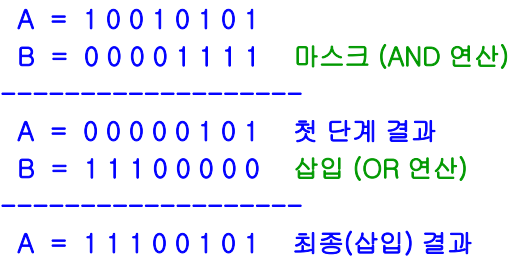 A = 1 0 0 1 0 1 0 1
B = 0 0 0 0 1 1 1 1 마스크 (AND 연산)
-------------------
A = 0 0 0 0 0 1 0 1 첫 단계 결과
B = 1 1 1 0 0 0 0 0 삽입 (OR 연산)
-------------------
A = 1 1 1 0 0 1 0 1 최종(삽입) 결과